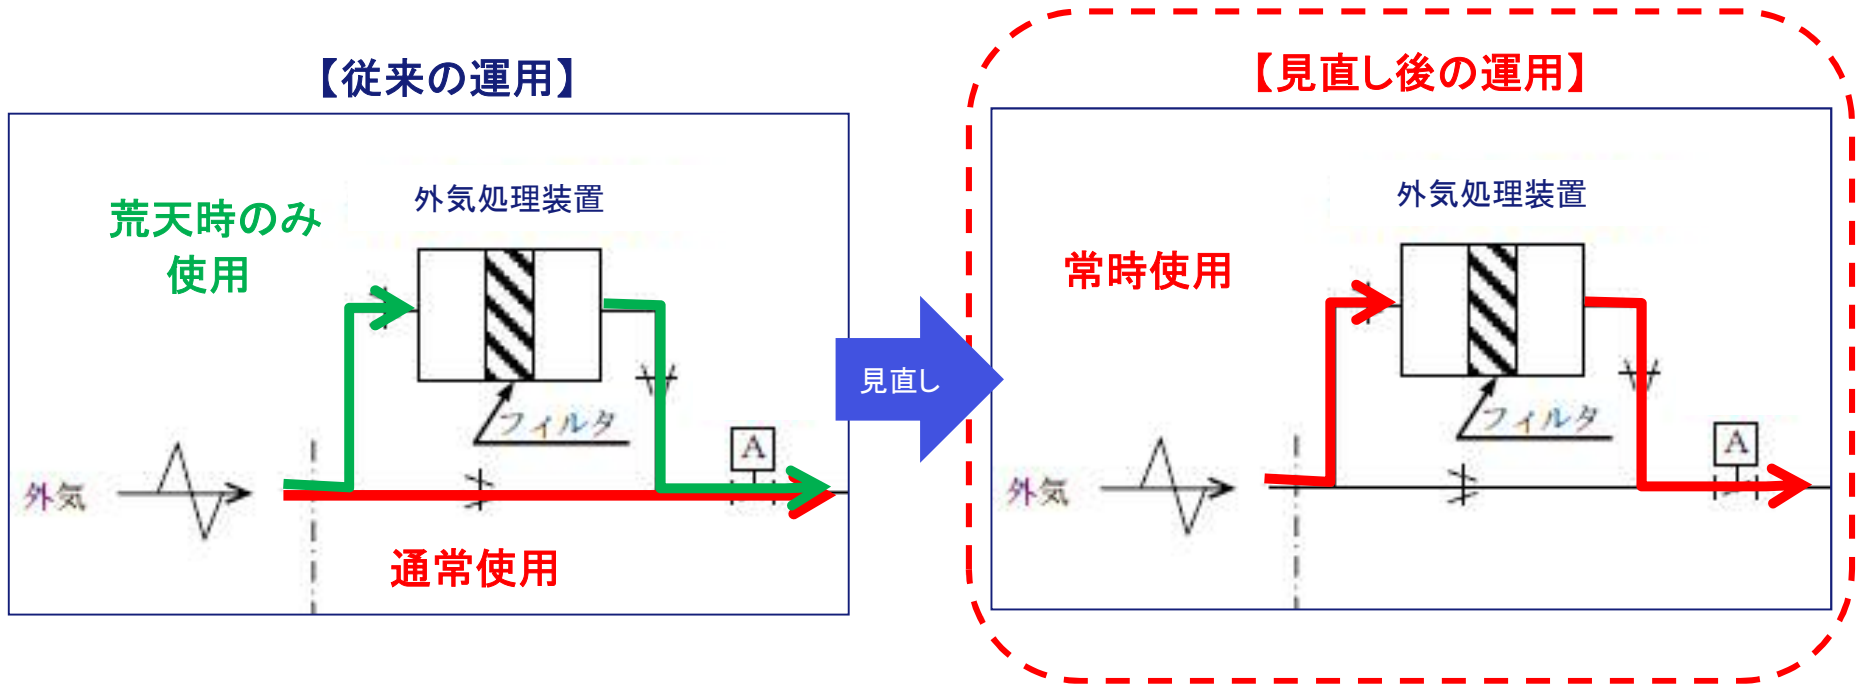 【従来の運用】
外気処理装置
荒天時のみ
使用
フィルタ
A
外気
通常使用
見直し
【見直し後の運用】
外気処理装置
常時使用
フィルタ
A
外気